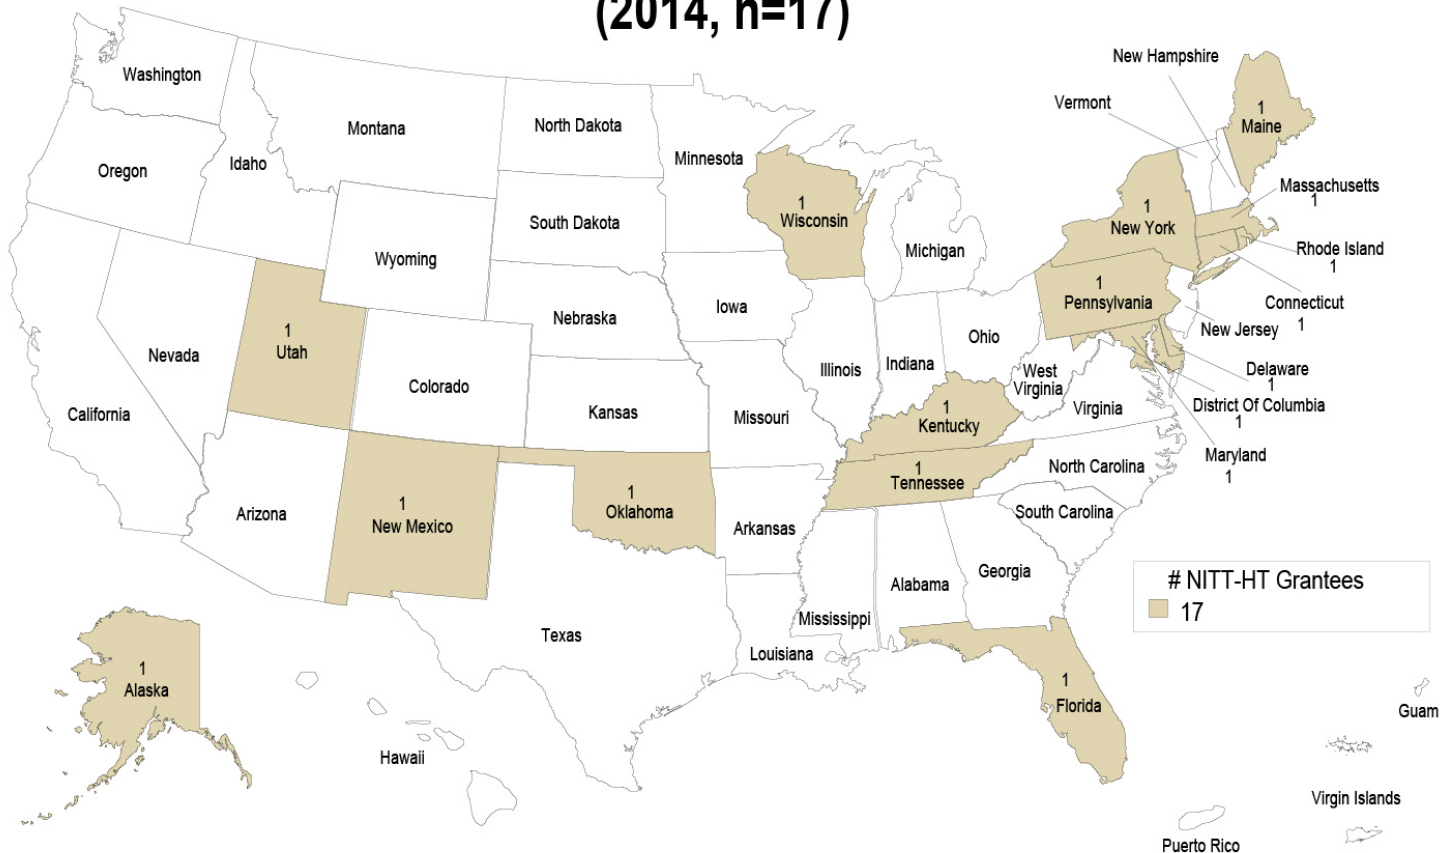 (2014, n=17)
New Hampshire
Washington
Vermont
1
Maine
Montana
North Dakota
Minnesota
Oregon
Idaho
Massachusetts
1
1
Wisconsin
1
New York
South Dakota
Michigan
Rhode Island
1
Wyoming
1
Pennsylvania
Connecticut
1
Iowa
Nebraska
New Jersey
Ohio
1
Utah
Nevada
Illinois
Indiana
Delaware
1
West
Virginia
Colorado
District Of Columbia
1
California
Kansas
Missouri
1
Kentucky
Virginia
Maryland
1
North Carolina
1
Tennessee
1
Oklahoma
1
New Mexico
Arizona
Arkansas
South Carolina
Georgia
Alabama
# NITT-HT Grantees
17
Mississippi
Texas
Louisiana
1
Alaska
1
Florida
Guam
Hawaii
Virgin Islands
Puerto Rico